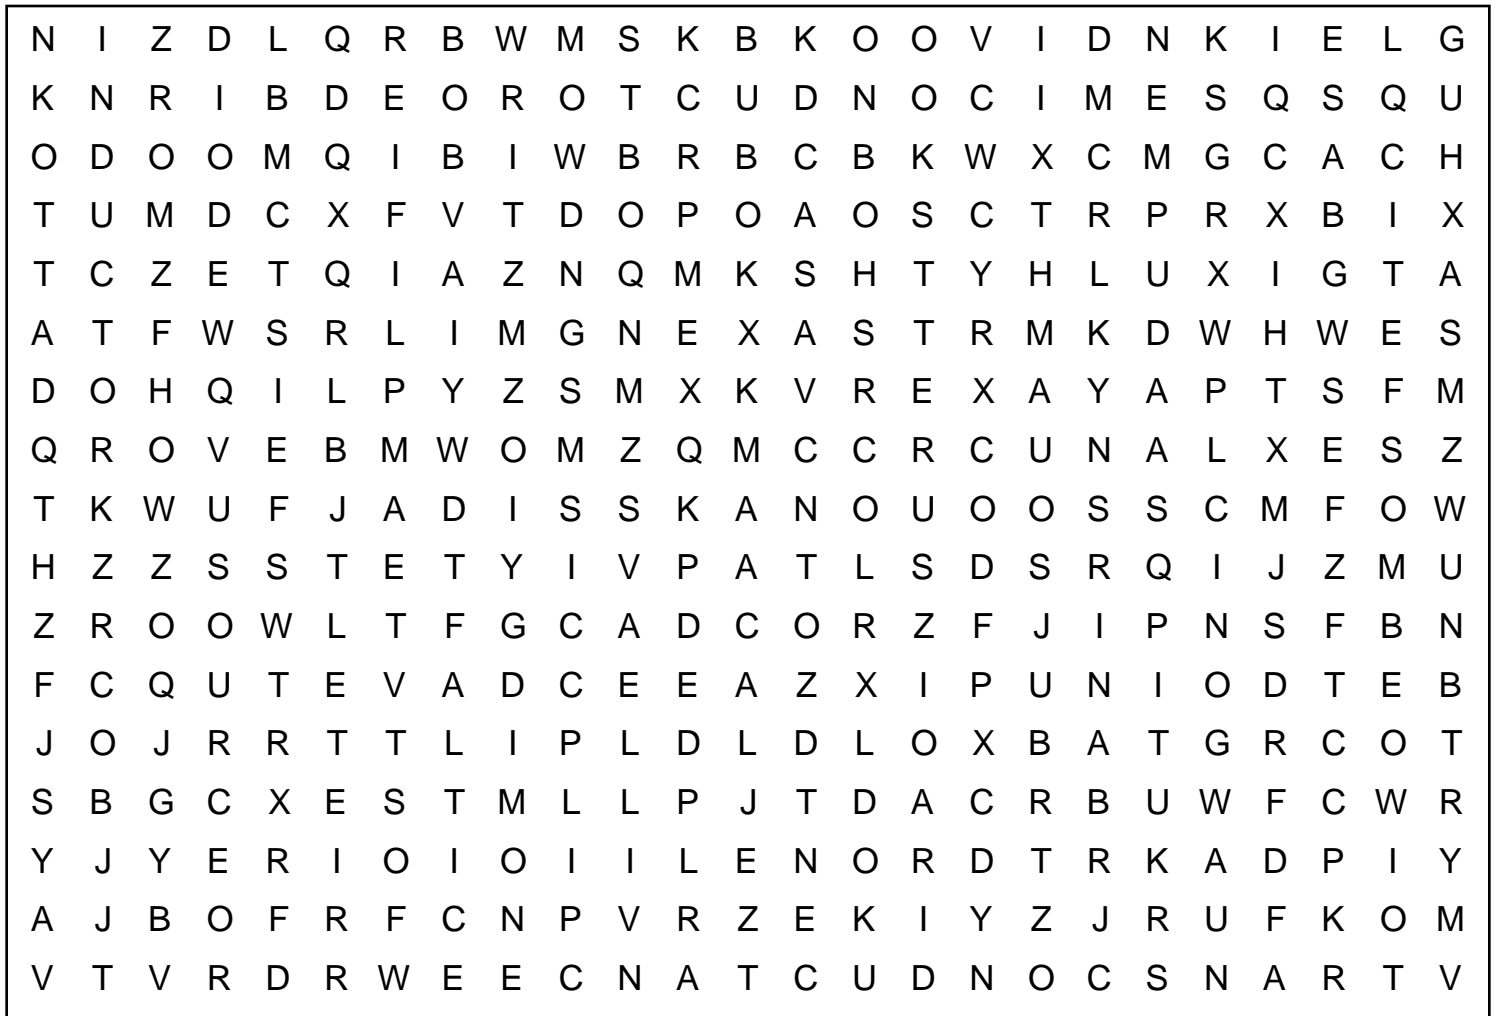 N I Z D L Q R B W M S K B K O O V I D N K I E L G
K N R I B D E O R O T C U D N O C I M E S Q S Q U
O D O O M Q I B I W B R B C B K W X C M G C A C H
T U M D C X F V T D O P O A O S C T R P R X B I X
T C Z E T Q I A Z N Q M K S H T Y H L U X I G T A
A T F W S R L I M G N E X A S T R M K D W H W E S
D O H Q I L P Y Z S M X K V R E X A Y A P T S F M
Q R O V E B M W O M Z Q M C C R C U N A L X E S Z
T K W U F J A D I S S K A N O U O O S S C M F O W
H Z Z S S T E T Y I V P A T L S D S R Q I J Z M U
Z R O O W L T F G C A D C O R Z F J I P N S F B N
F C Q U T E V A D C E E A Z X I P U N I O D T E B
J O J R R T T L I P L D L D L O X B A T G R C O T
S B G C X E S T M L L P J T D A C R B U W F C W R
Y J Y E R I O I O I I L E N O R D T R K A D P I Y
A J B O F R F C N P V R Z E K I Y Z J R U F K O M
V T V R D R W E E C N A T C U D N O C S N A R T V